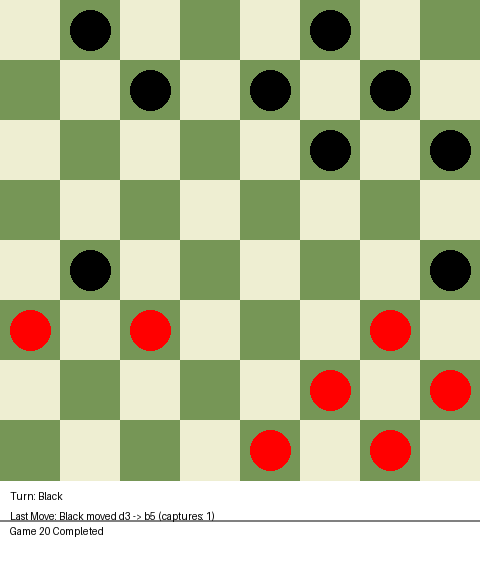 Turn: Black
Last Move: Black moved d3 -> b5 (captures: 1)
Game 20 Completed